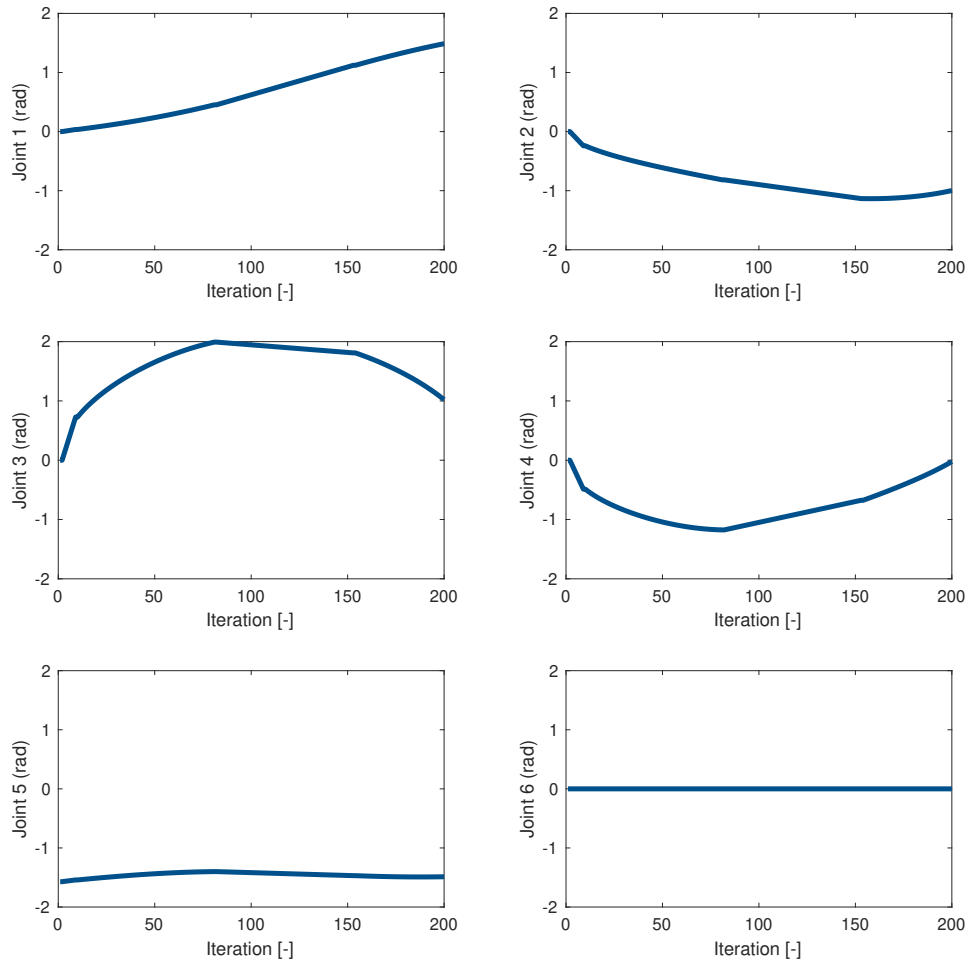 2
1
0
-1
-2
Joint 1 (rad)
0 50 100 150 200
Iteration [-]
2
1
0
-1
-2
Joint 2 (rad)
0 50 100 150 200
Iteration [-]
2
1
0
-1
-2
Joint 3 (rad)
0 50 100 150 200
Iteration [-]
2
1
0
-1
-2
Joint 4 (rad)
0 50 100 150 200
Iteration [-]
2
1
0
-1
-2
Joint 5 (rad)
0 50 100 150 200
Iteration [-]
2
1
0
-1
-2
Joint 6 (rad)
0 50 100 150 200
Iteration [-]